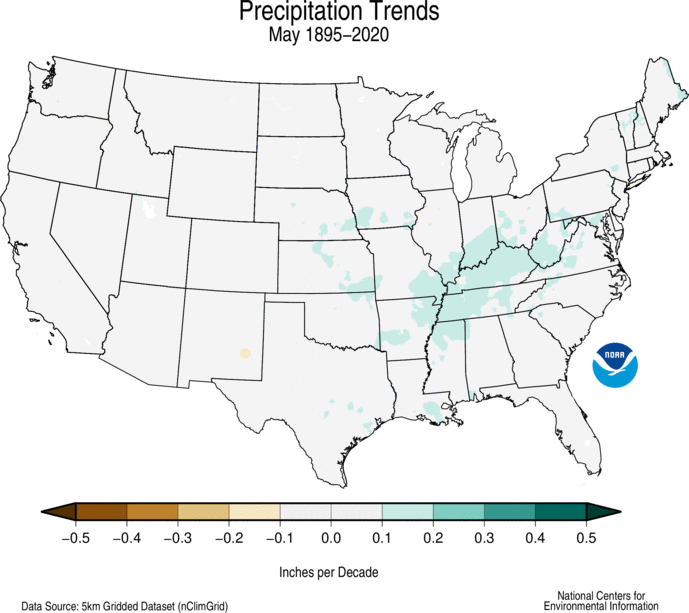 Precipitation Trends
May 1895–2020
NOAA
−0.5 −0.4 −0.3 −0.2 −0.1 0.0 0.1 0.2 0.3 0.4 0.5
Inches per Decade
National Centers for
Environmental Information
Data Source: 5km Gridded Dataset (nClimGrid)